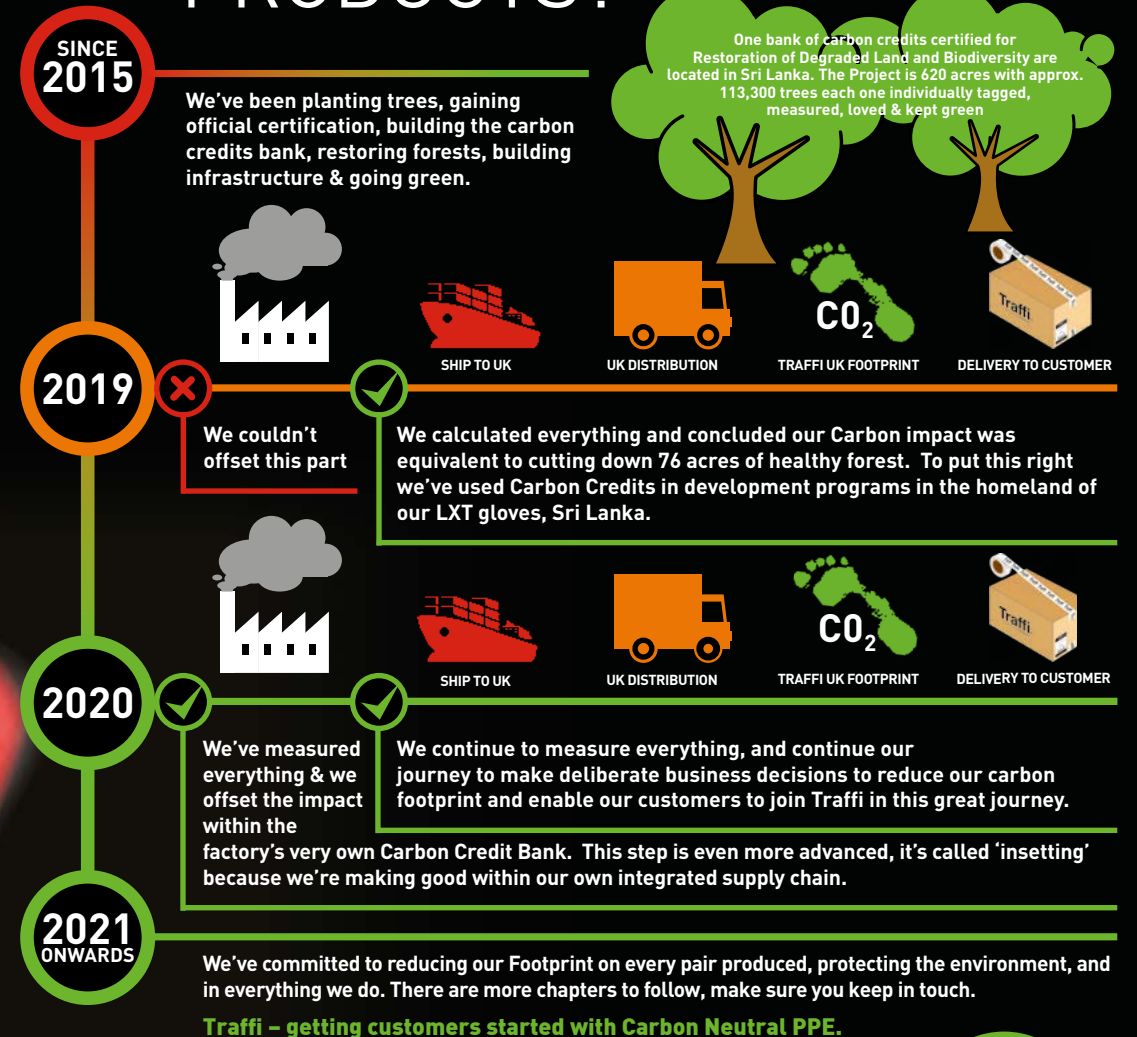 PRODUCTS?
SINCE
2015
One bank of carbon credits certified for
Restoration of Degraded Land and Biodiversity are
located in Sri Lanka. The Project is 620 acres with approx.
113,300 trees each one individually tagged,
measured, loved & kept green
We've been planting trees, gaining
official certification, building the carbon
credits bank, restoring forests, building
infrastructure & going green.
CO2
Traffi
SHIP TO UK
UK DISTRIBUTION
TRAFFI UK FOOTPRINT
DELIVERY TO CUSTOMER
2019
We couldn't
offset this part
We calculated everything and concluded our Carbon impact was
equivalent to cutting down 76 acres of healthy forest. To put this right
we've used Carbon Credits in development programs in the homeland of
our LXT gloves, Sri Lanka.
CO2
Traffi
SHIP TO UK
UK DISTRIBUTION
TRAFFI UK FOOTPRINT
DELIVERY TO CUSTOMER
2020
We've measured
everything & we
offset the impact
within the
factory's very own Carbon Credit Bank. This step is even more advanced, it's called ‘insetting’
because we're making good within our own integrated supply chain.
We continue to measure everything, and continue our
journey to make deliberate business decisions to reduce our carbon
footprint and enable our customers to join Traffi in this great journey.
2021
ONWARDS
We've committed to reducing our Footprint on every pair produced, protecting the environment, and
in everything we do. There are more chapters to follow, make sure you keep in touch.
Traffi – getting customers started with Carbon Neutral PPE.